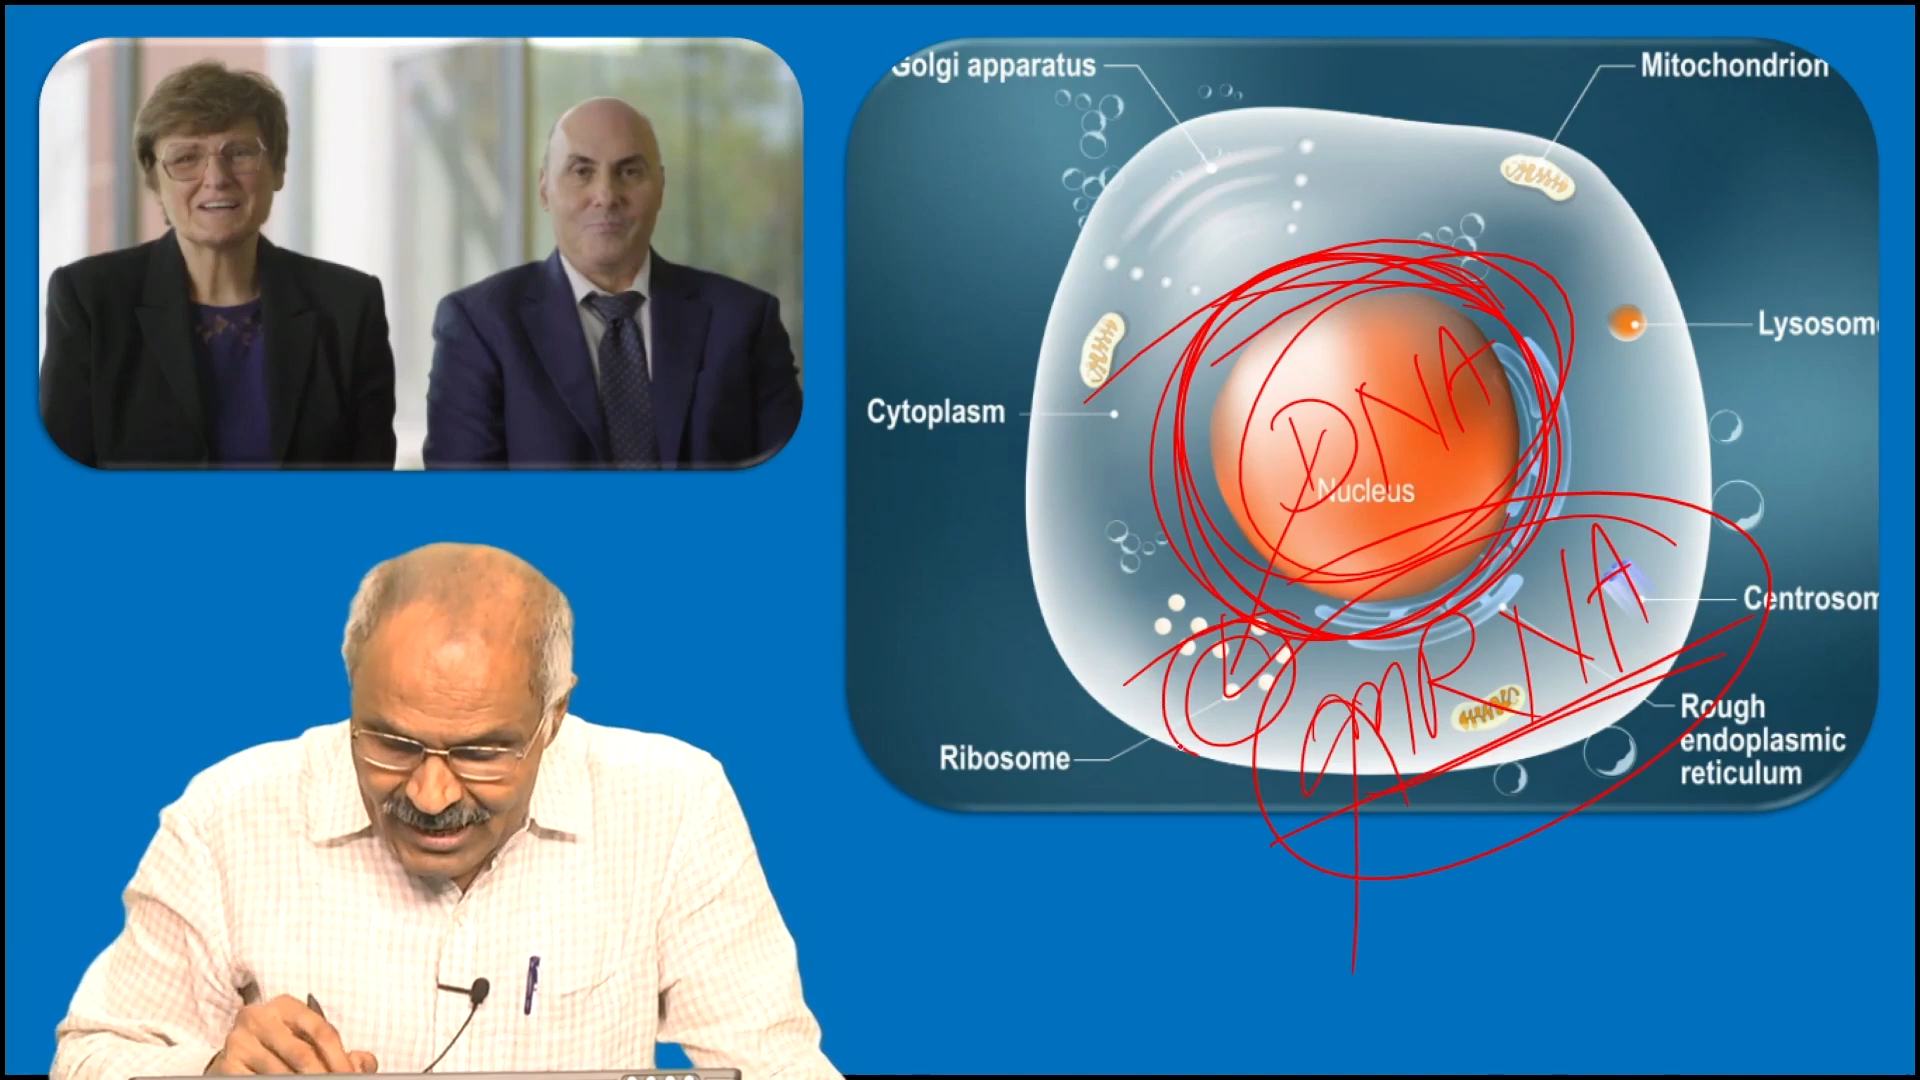 Golgi apparatus
Mitochondrion
Lysosom
Cytoplasm
DNA
Nucleus
Centrosom
mRNA
Ribosome
Rough
endoplasmic
reticulum